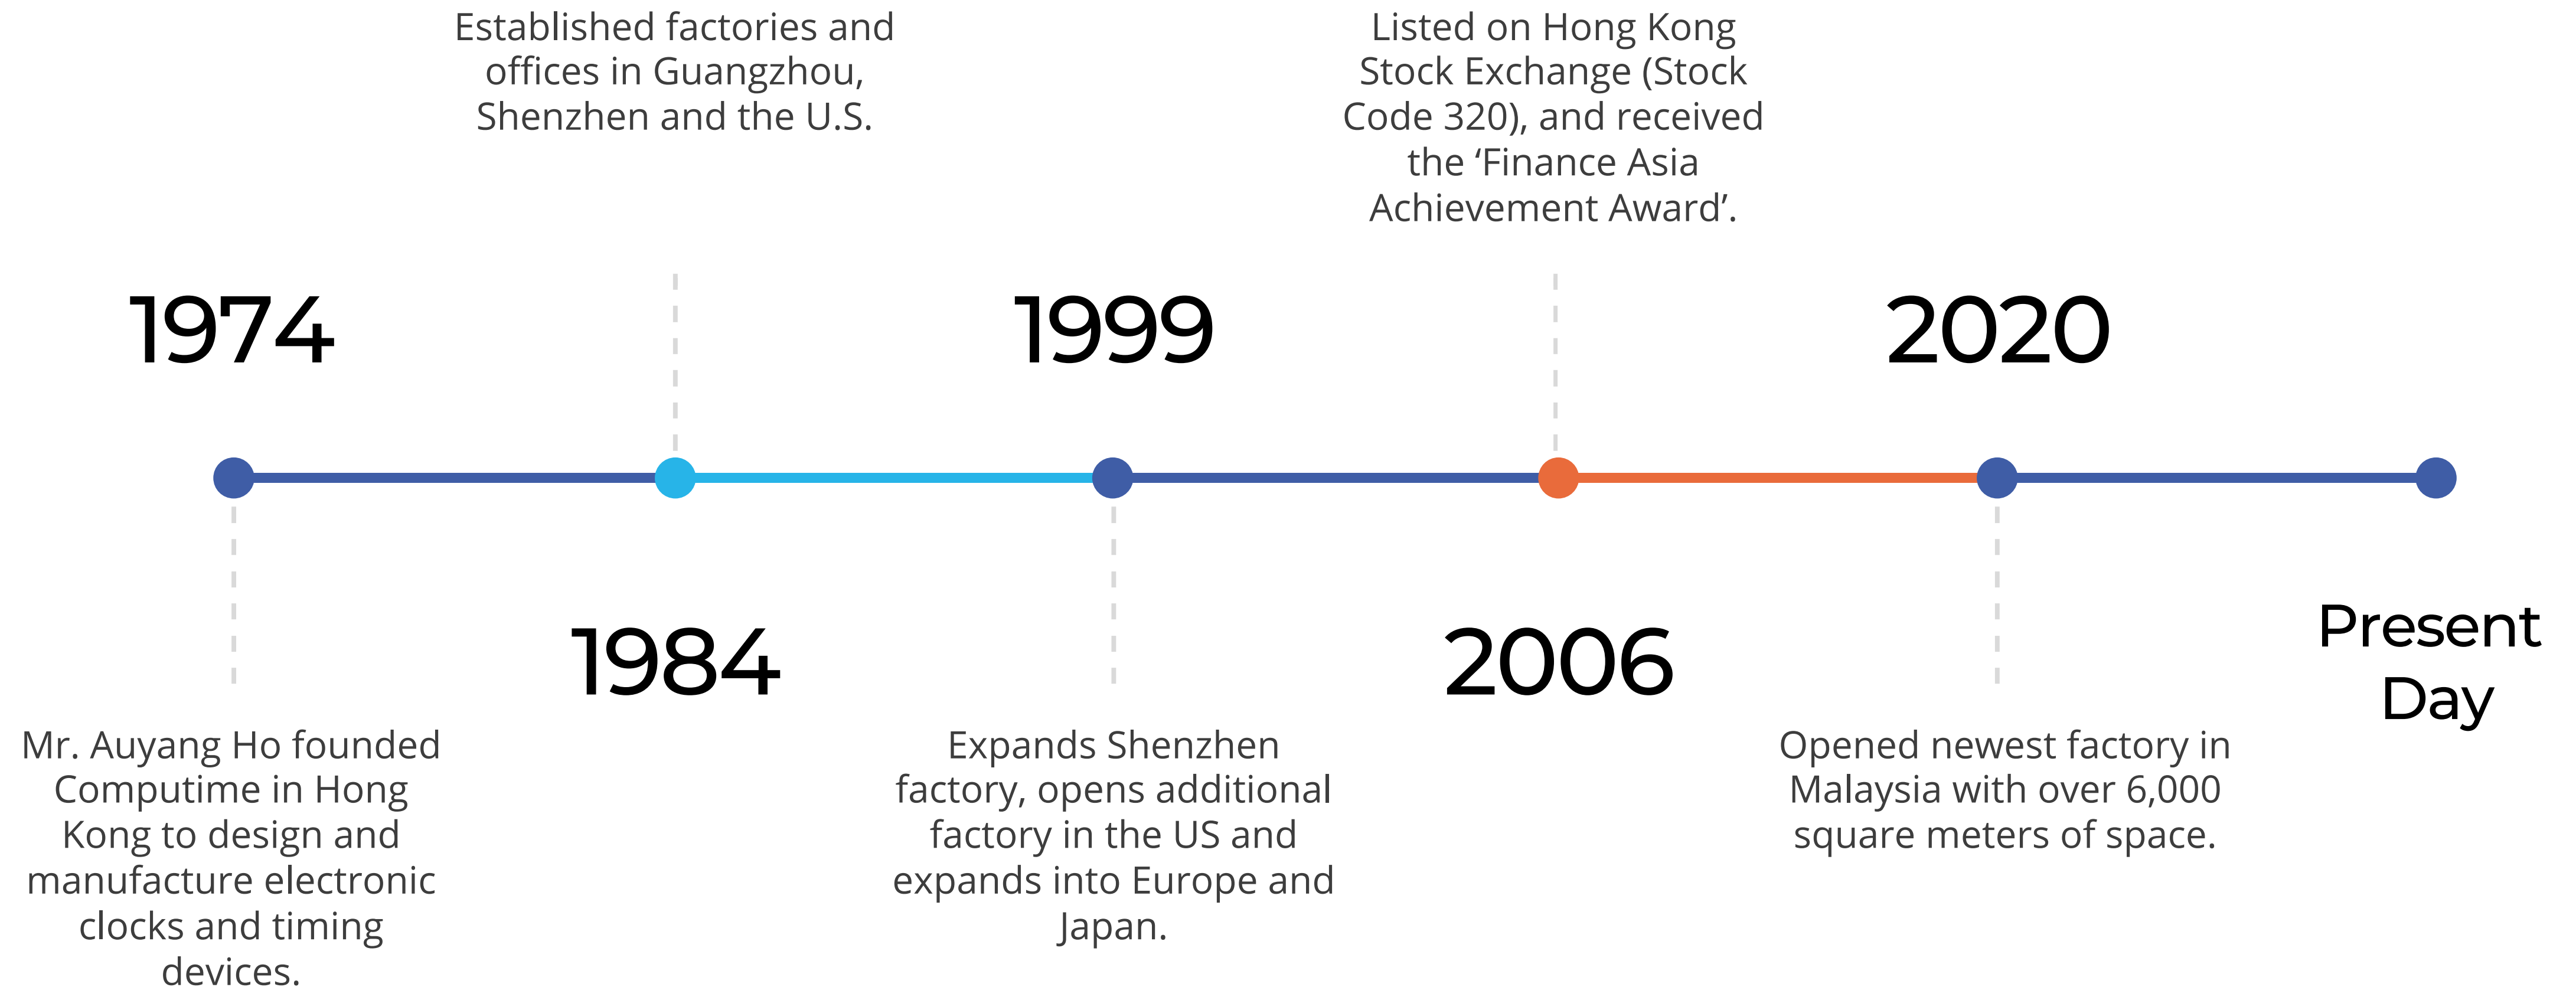 1974
Mr. Auyang Ho founded
Computime in Hong
Kong to design and
manufacture electronic
clocks and timing
devices.
Established factories and
offices in Guangzhou,
Shenzhen and the U.S.
1984
1999
Expands Shenzhen
factory, opens additional
factory in the US and
expands into Europe and
Japan.
Listed on Hong Kong
Stock Exchange (Stock
Code 320), and received
the ‘Finance Asia
Achievement Award’.
2006
2020
Opened newest factory in
Malaysia with over 6,000
square meters of space.
Present
Day